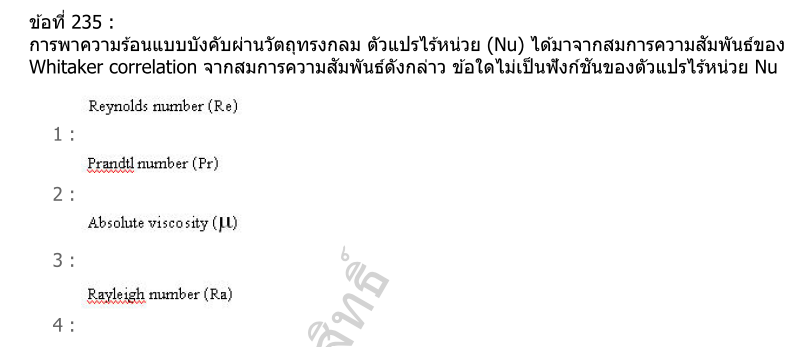 ข้อที่ 235 :
การพาความร้อนแบบบังคับผ่านวัตถุทรงกลม ตัวแปรไร้หน่วย (Nu) ได้มาจากสมการความสัมพันธ์ของ
Whitaker correlation จากสมการความสัมพันธ์ดังกล่าว ข้อใดไม่เป็นฟังก์ชันของตัวแปรไร้หน่วย Nu
Reynolds number (Re)
1 :
Prandtl number (Pr)
2 :
Absolute viscosity (μ)
3 :
Rayleigh number (Ra)
4 :
สิทธิ์